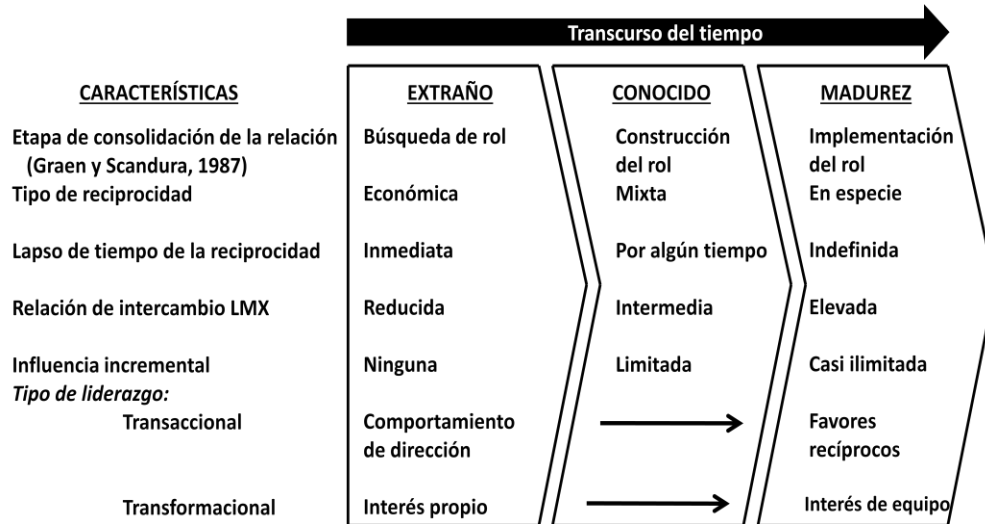 Transcurso del tiempo
CARACTERÍSTICAS EXTRAÑO CONOCIDO MADUREZ
Etapa de consolidación de la relación Búsqueda de rol Construcción Implementación
(Graen y Scandura, 1987) del rol del rol
Tipo de reciprocidad Económica Mixta En especie
Lapso de tiempo de la reciprocidad Inmediata Por algún tiempo Indefinida
Relación de intercambio LMX Reducida Intermedia Elevada
Influencia incremental Ninguna Limitada Casi ilimitada
Tipo de liderazgo:
Transaccional Comportamiento Favores
de dirección recíprocos
Transformacional Interés propio Interés de equipo